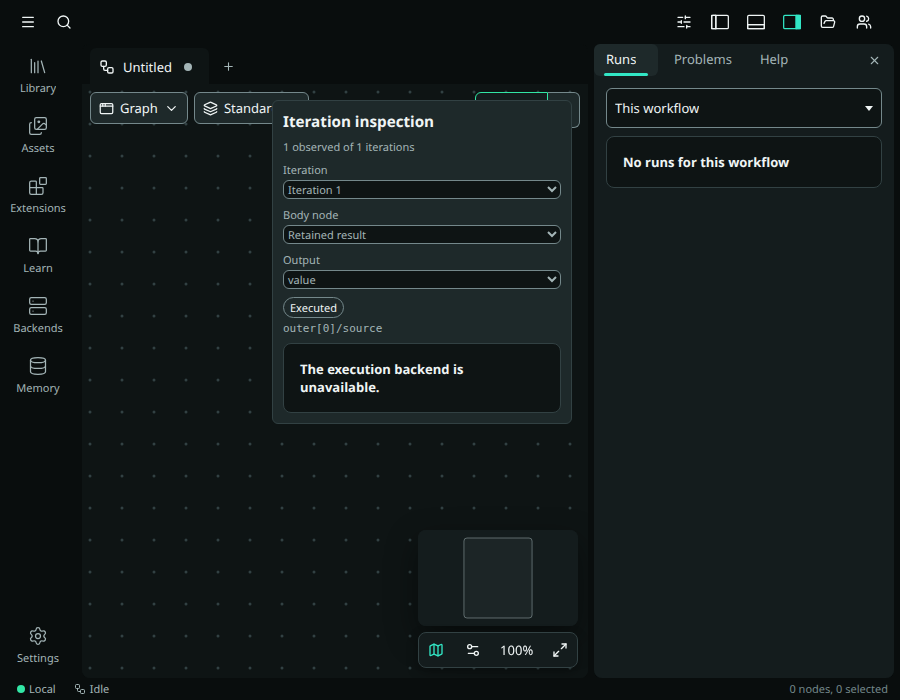 Library
Assets
Extensions
Learn
Backends
Memory
Settings
Untitled
Graph
Standar
Iteration inspection
1 observed of 1 iterations
Iteration
Iteration 1
Body node
Retained result
Output
value
Executed
outer[0]/source
The execution backend is
unavailable.
100%
Runs
Problems
Help
This workflow
No runs for this workflow
Local
Idle
0 nodes, 0 selected